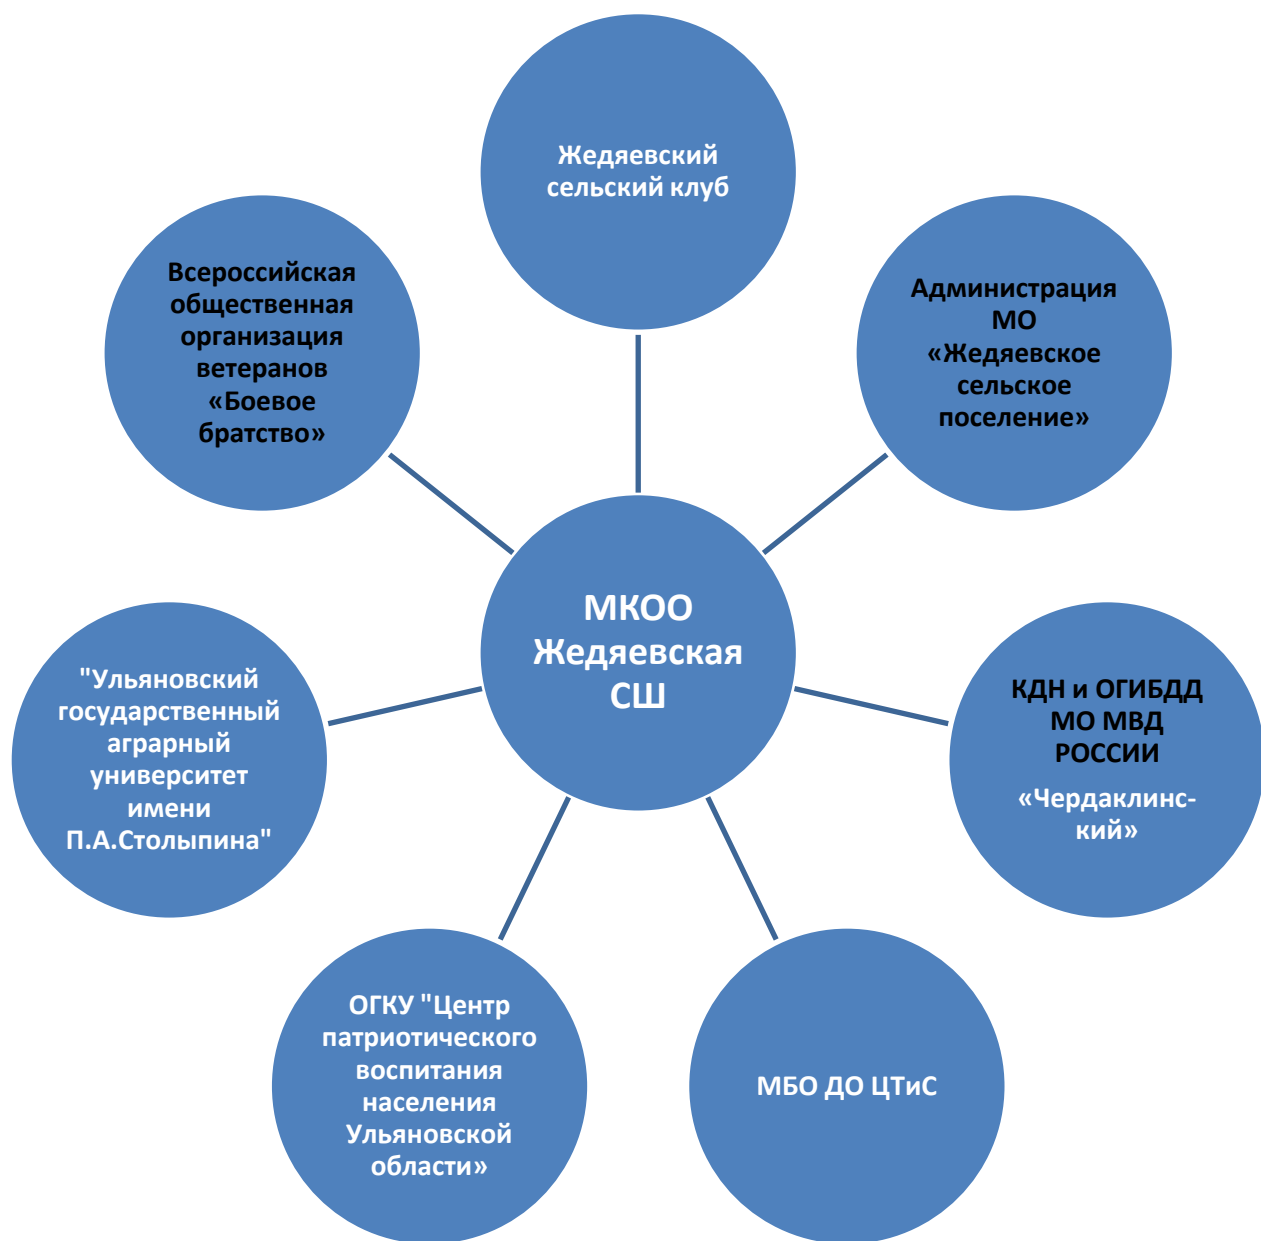 Жедяевский
сельский клуб
Всероссийская
общественная
организация
ветеранов
«Боевое
братство»
Администрация
МО
«Жедяевское
сельское
поселение»
МКОО
Жедяевская
СШ
"Ульяновский
государственный
аграрный
университет
имени
П.А.Столыпина"
КДН и ОГИБДД
МО МВД
РОССИИ
«Чердаклинс-
кий»
ОГКУ "Центр
патриотического
воспитания
населения
Ульяновской
области»
МБО ДО ЦТиС